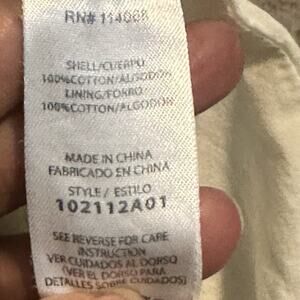 RN# 114068
SHELL/CUERPO
100%COTTON/ALGODON
LINING/FORRO
100%COTTON/ALGODON
MADE IN CHINA
FABRICADO EN CHINA
STYLE / ESTILO
102112A01
SEE REVERSE FOR CARE
INSTRUCTION
VER CUIDADOS AL DORSO
(VER EL DORSO PARA
DETALLES SOBRE CUIDADOS)